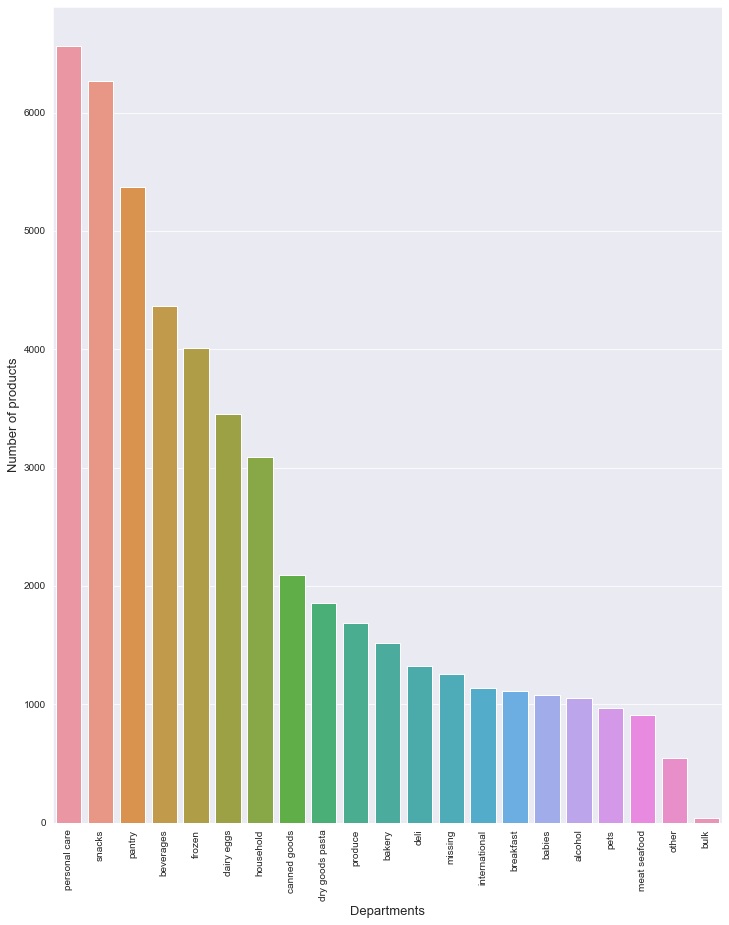 6000
5000
4000
3000
2000
1000
0
Number of products
personal care
snacks
pantry
beverages
frozen
dairy eggs
household
canned goods
dry goods pasta
produce
bakery
deli
missing
international
breakfast
babies
alcohol
pets
meat seafood
other
bulk
Departments